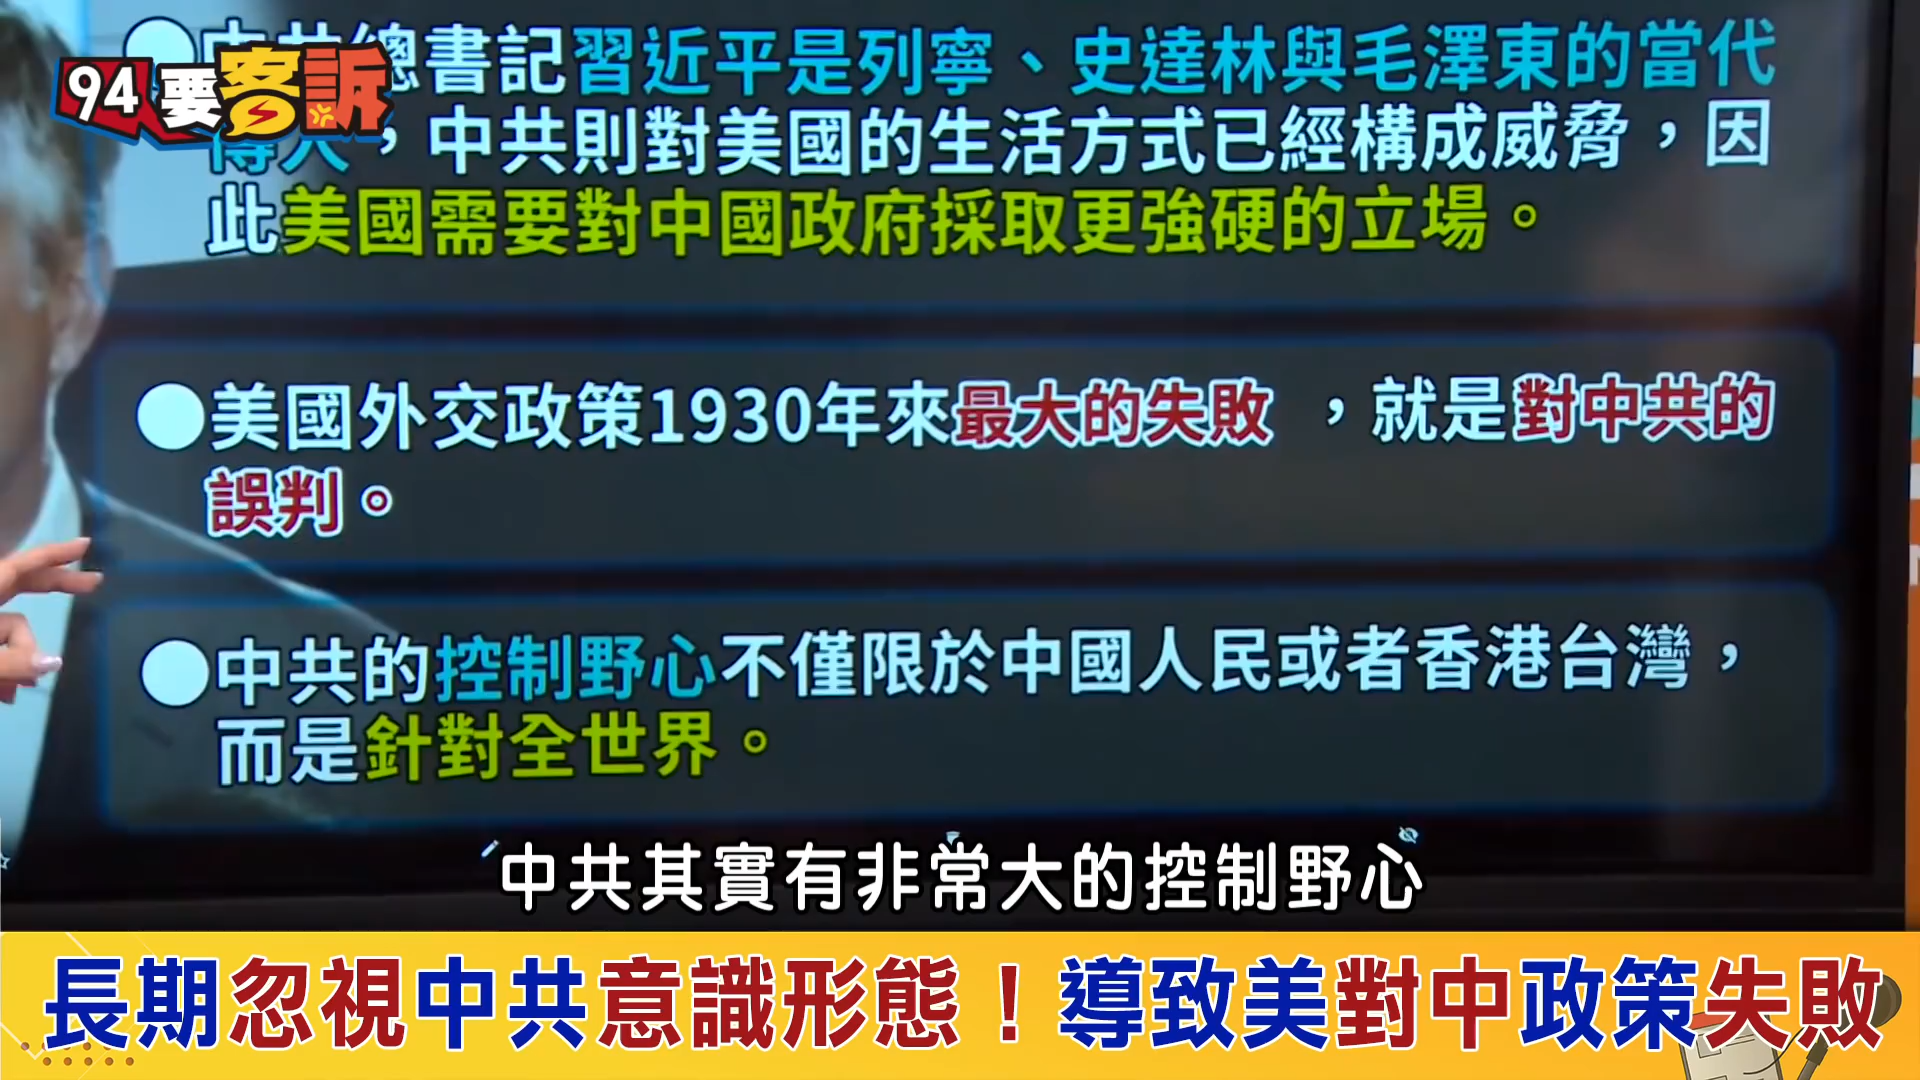 94要客訴
中共總書記習近平是列寧、史達林與毛澤東的當代
傳人，中共則對美國的生活方式已經構成威脅，因
此美國需要對中國政府採取更強硬的立場。
●美國外交政策1930年來最大的失敗，就是對中共的
誤判。
●中共的控制野心不僅限於中國人民或者香港台灣，
而是針對全世界。
中共其實有非常大的控制野心
長期忽視中共意識形態！導致美對中政策失敗